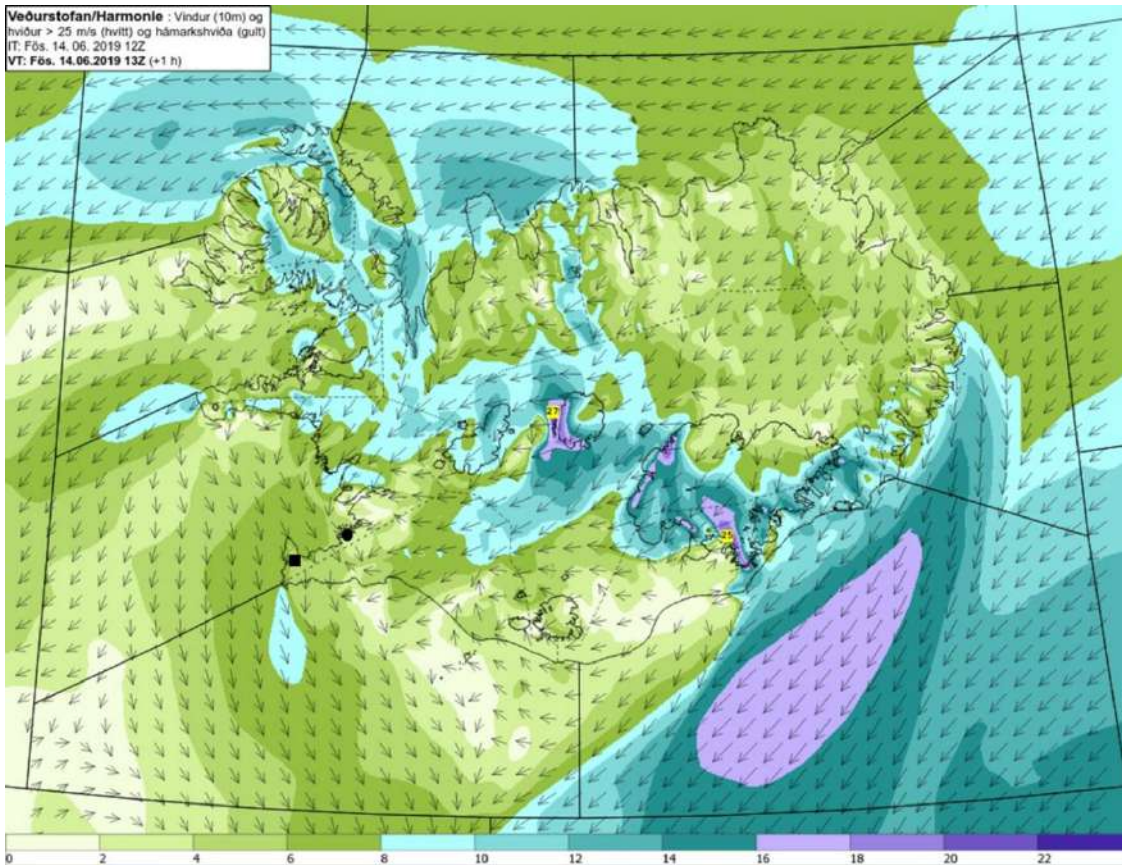 Veðurstofan/Harmonie : Vindur (10m) og
hviður > 25 m/s (hvítt) og hámarkshviða (gult)
IT: Fös. 14. 06. 2019 12Z
VT: Fös. 14.06.2019 13Z (+1 h)
27
25
0 2 4 6 8 10 12 14 16 18 20 22